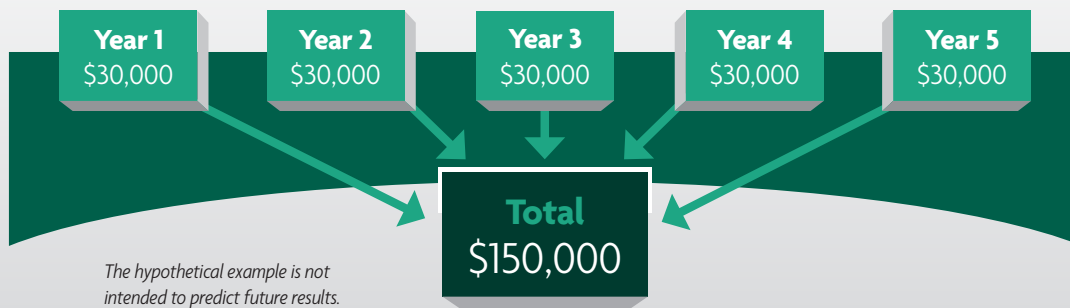 Year 1
$30,000
Year 2
$30,000
Year 3
$30,000
Year 4
$30,000
Year 5
$30,000
Total
$150,000
The hypothetical example is not
intended to predict future results.